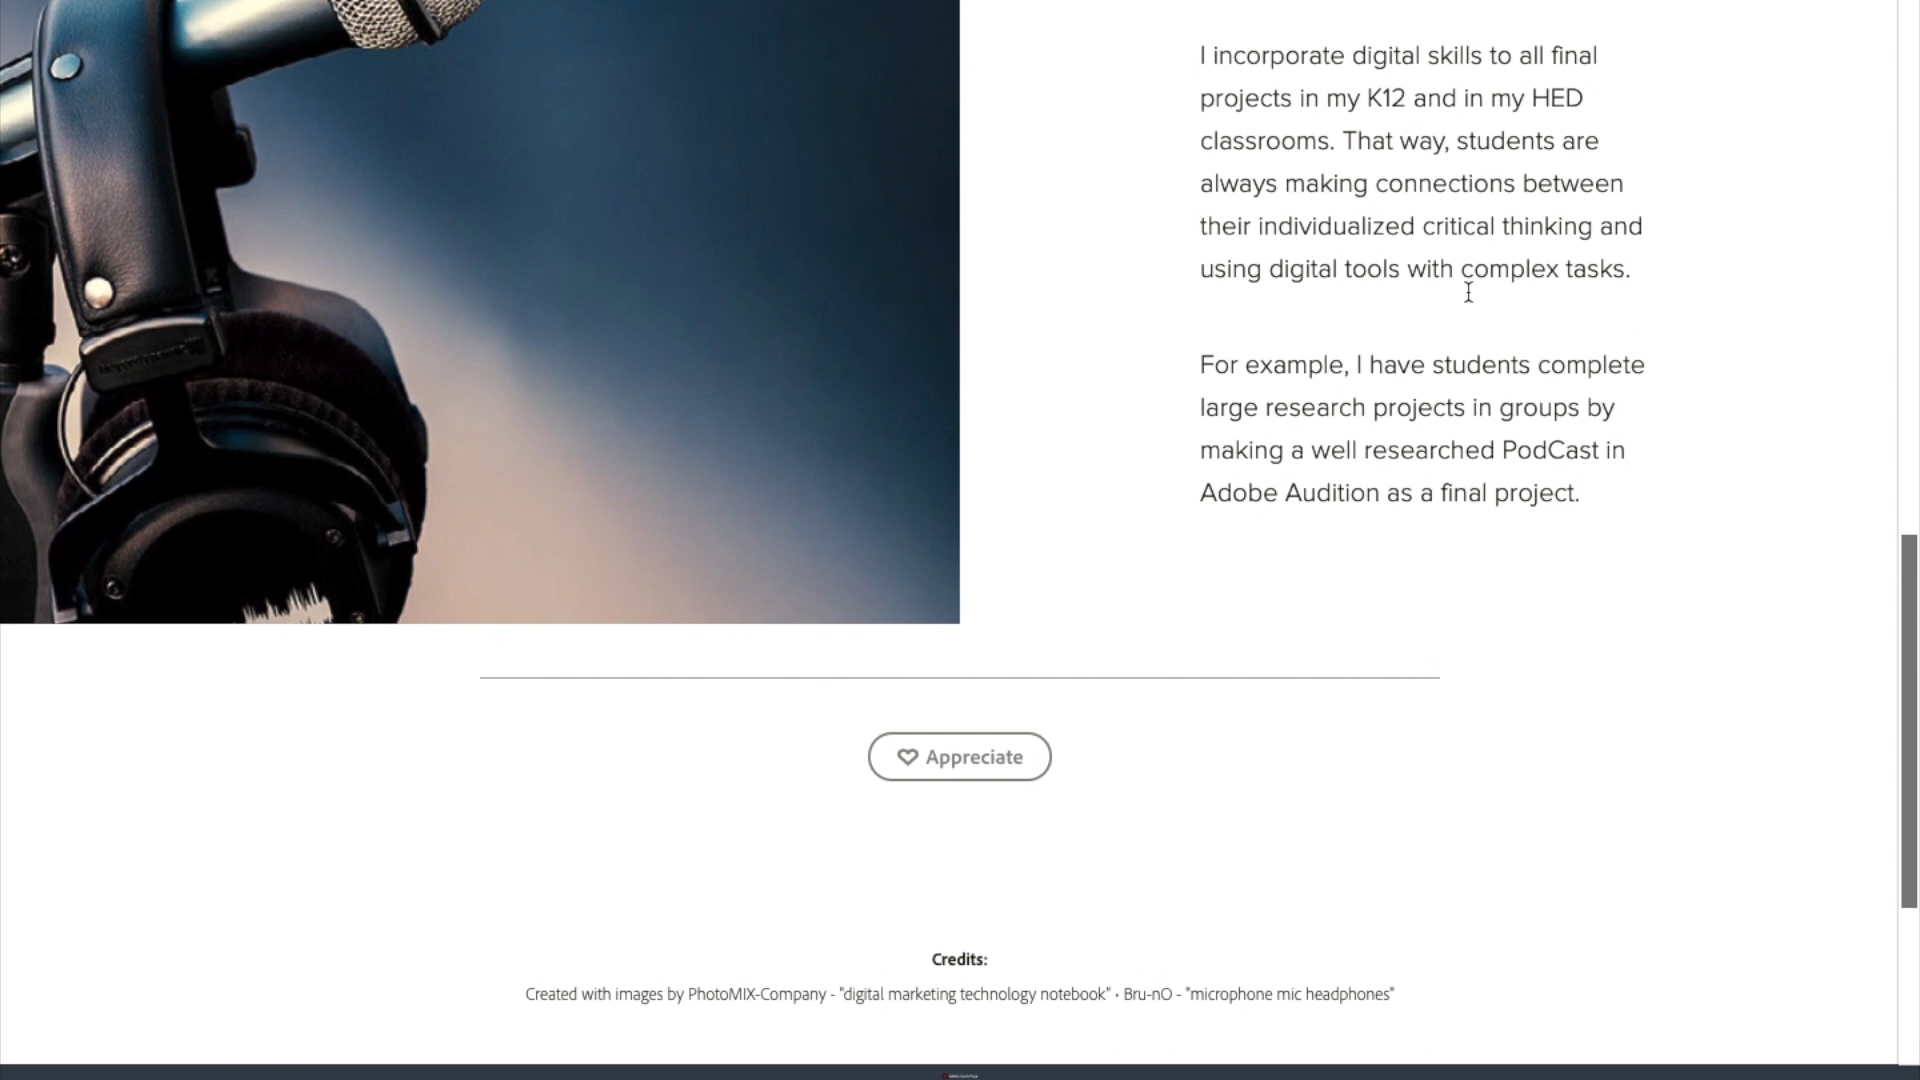 I incorporate digital skills to all final
projects in my K12 and in my HED
classrooms. That way, students are
always making connections between
their individualized critical thinking and
using digital tools with complex tasks.
For example, I have students complete
large research projects in groups by
making a well researched PodCast in
Adobe Audition as a final project.
Appreciate
Credits:
Created with images by PhotoMIX-Company - "digital marketing technology notebook" • Bru-nO - "microphone mic headphones"